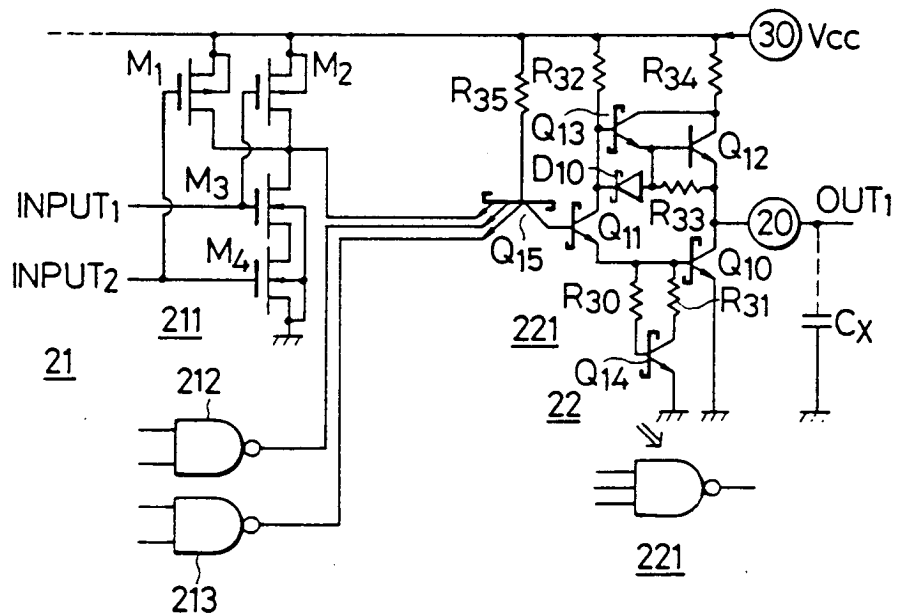 30 Vcc
M1 M2 R35 R32 R34
Q13 Q12
M3 D10
INPUT1 R33 OUT1
20
M4 Q15 Q11 Q10
INPUT2
R30 R31
211 221 CX
21 Q14
212 22
221
213